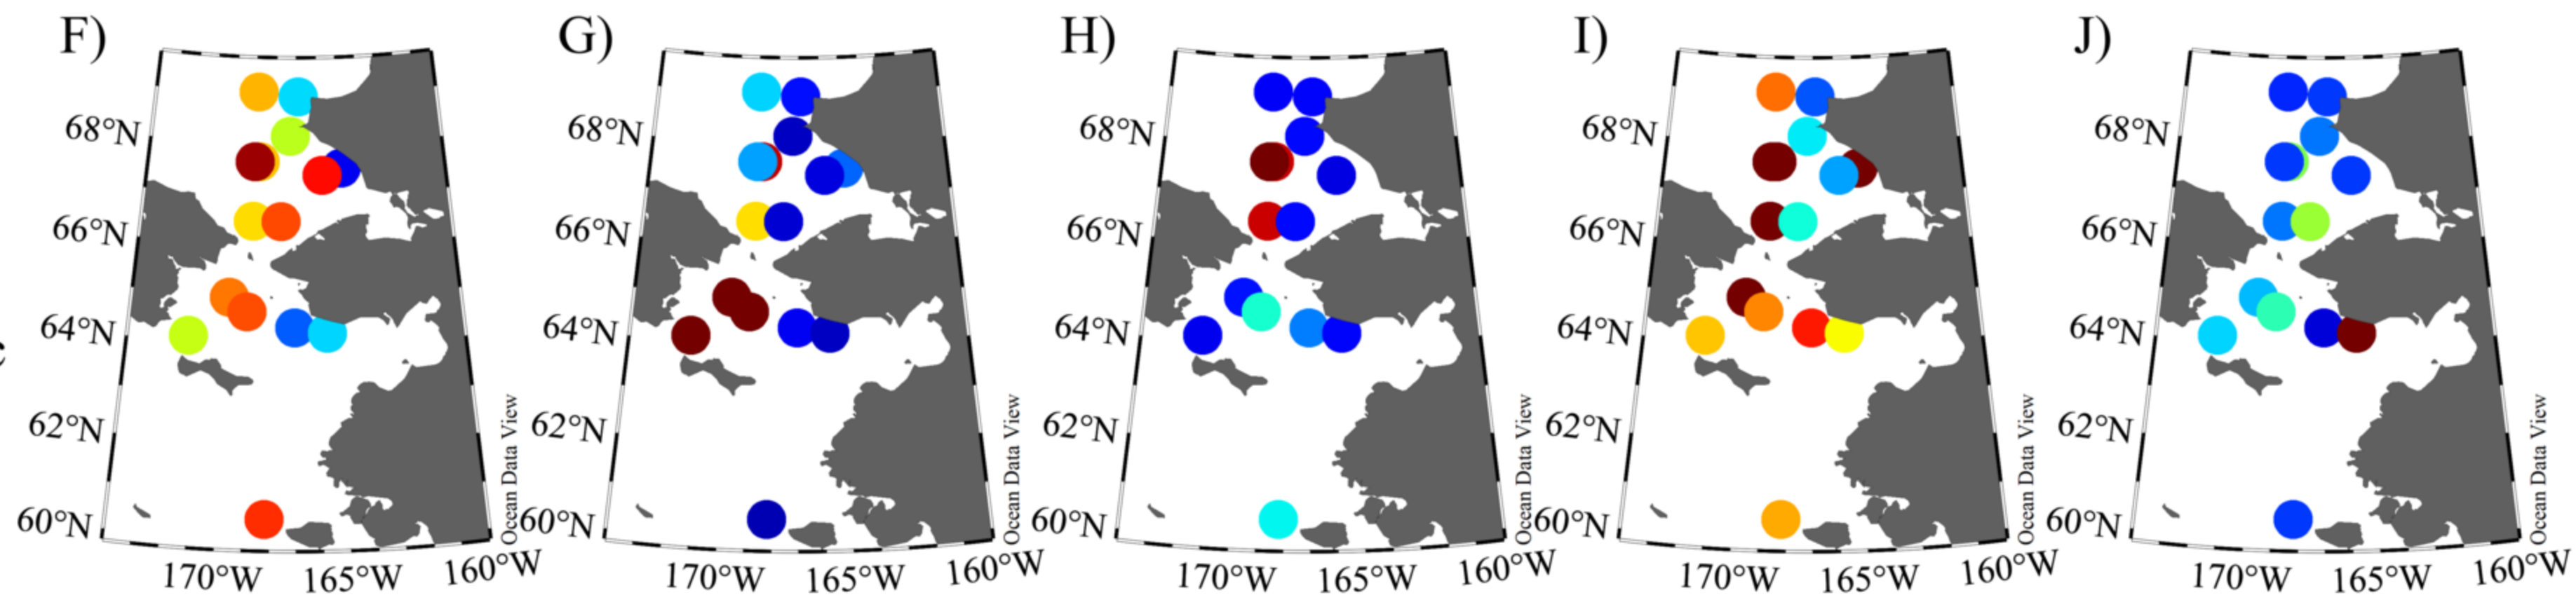 F) G) H) I) J)
68°N 68°N 68°N 68°N 68°N
66°N 66°N 66°N 66°N 66°N
64°N 64°N 64°N 64°N 64°N
62°N 62°N 62°N 62°N 62°N
60°N 60°N 60°N 60°N 60°N
Ocean Data View Ocean Data View Ocean Data View Ocean Data View Ocean Data View
170°W 165°W 160°W 170°W 165°W 160°W 170°W 165°W 160°W 170°W 165°W 160°W 170°W 165°W 160°W